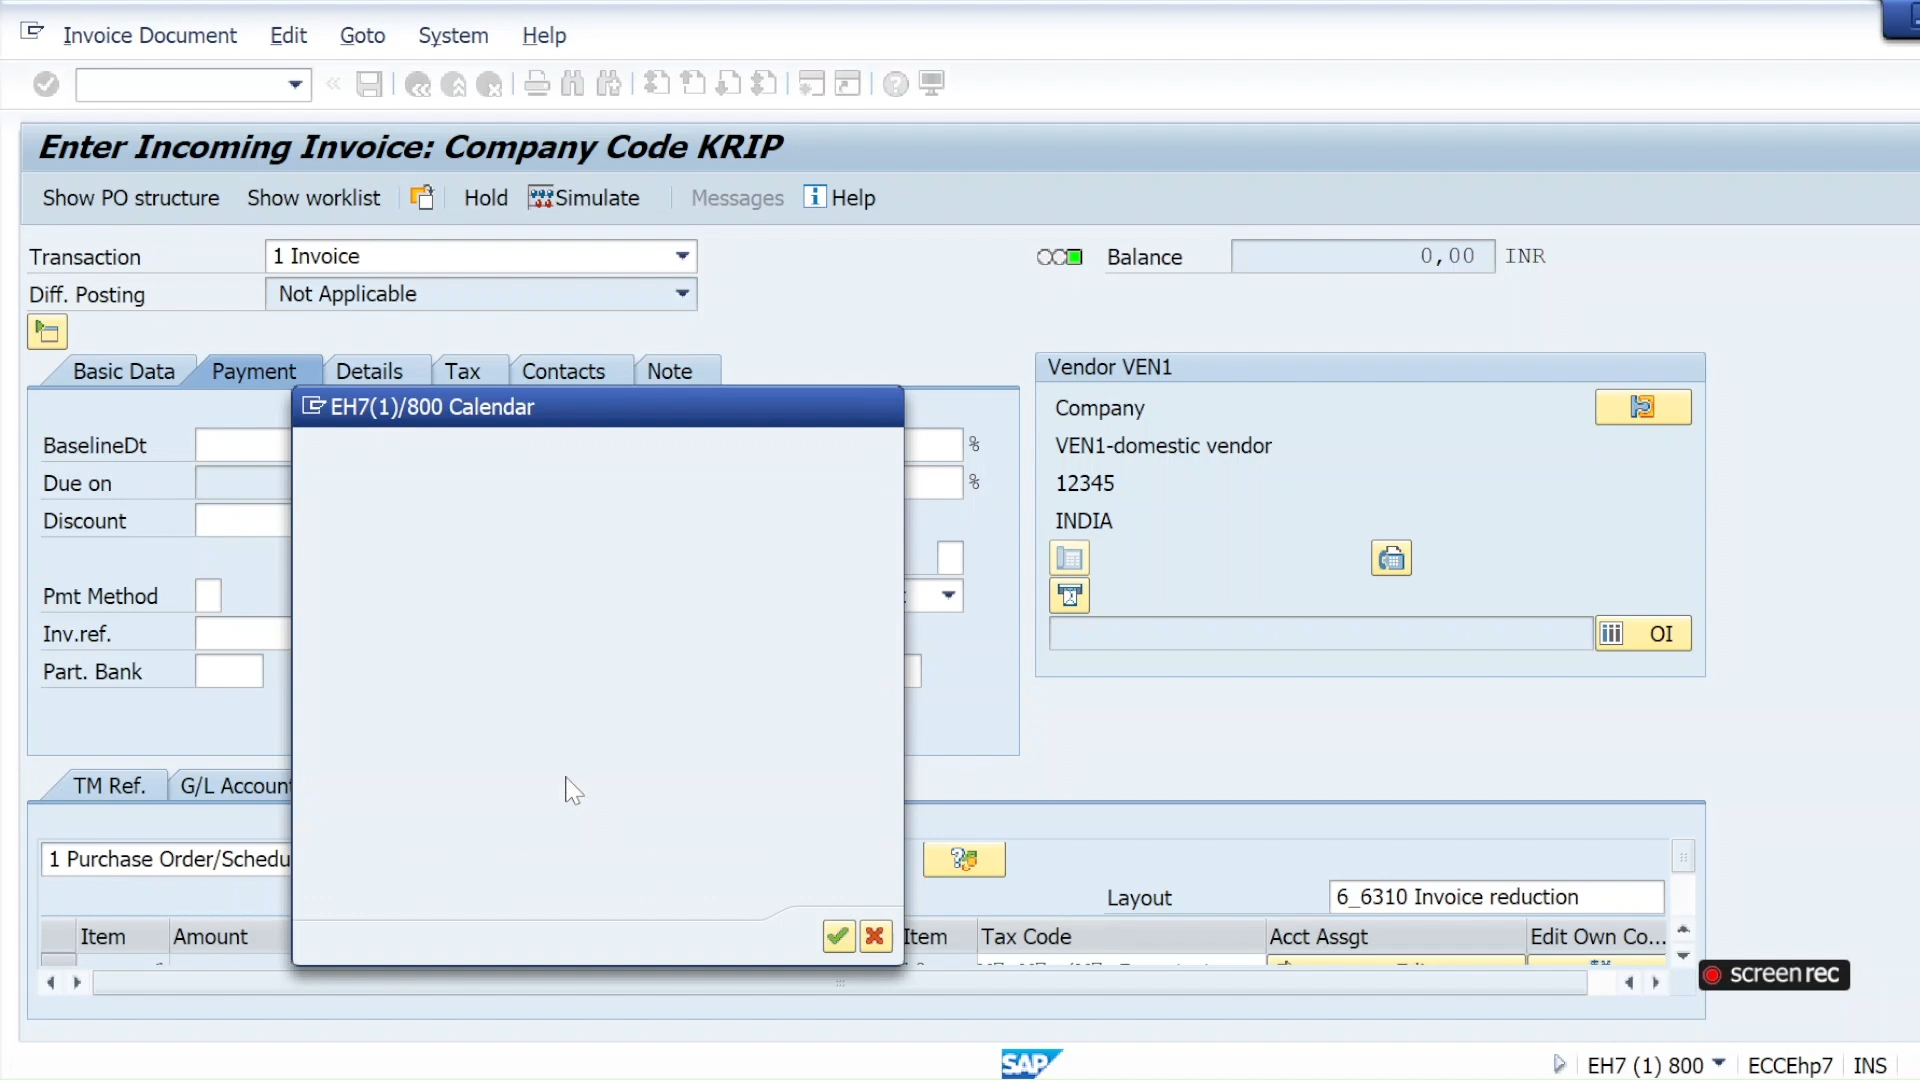 Invoice Document Edit Goto System Help
Enter Incoming Invoice: Company Code KRIP
Show PO structure Show worklist Hold Simulate Messages Help
Transaction 1 Invoice Balance 0,00 INR
Diff. Posting Not Applicable
Basic Data Payment Details Tax Contacts Note
Vendor VEN1
EH7(1)/800 Calendar
Company
BaselineDt % VEN1-domestic vendor
Due on % 12345
Discount INDIA
Pmt Method
Inv.ref. OI
Part. Bank
TM Ref. G/L Account
1 Purchase Order/Schedu
Layout 6_6310 Invoice reduction
Item Amount Item Tax Code Acct Assgt Edit Own Co...
screenrec
SAP EH7 (1) 800 ECCEhp7 INS